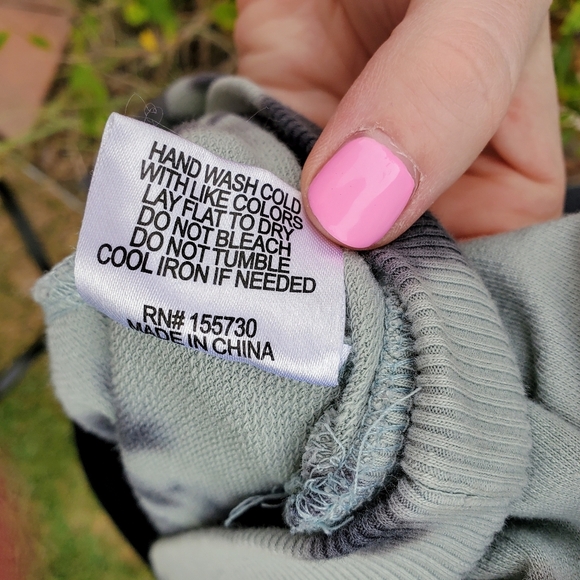 HAND WASH COLD
WITH LIKE COLORS
LAY FLAT TO DRY
DO NOT BLEACH
DO NOT TUMBLE
COOL IRON IF NEEDED
RN# 155730
MADE IN CHINA